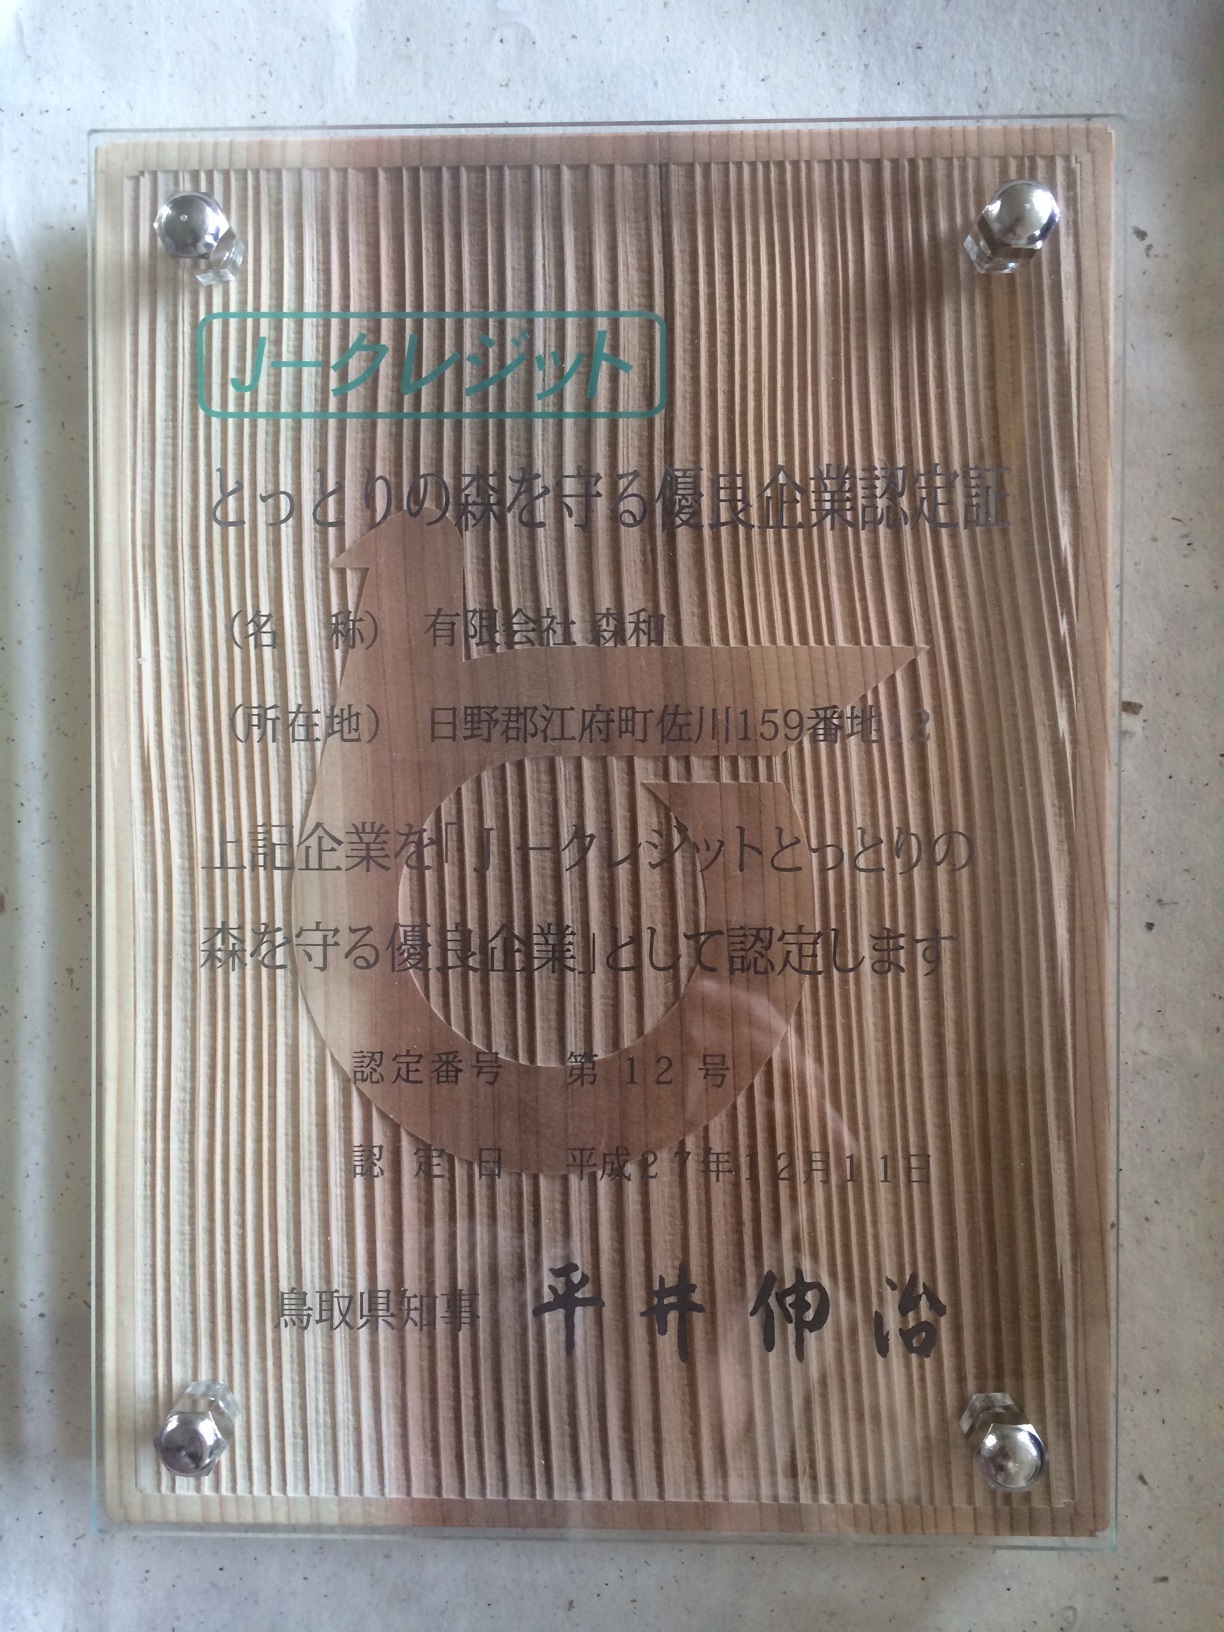 J-クレジット
とっとりの森を守る優良企業認定証
（名　称）　有限会社 森和
（所在地）　日野郡江府町佐川159番地12
上記企業を「J－クレジットとっとりの
森を守る優良企業」として認定します
認定番号　第 12 号
認 定 日　平成27年12月11日
鳥取県知事　平井伸治